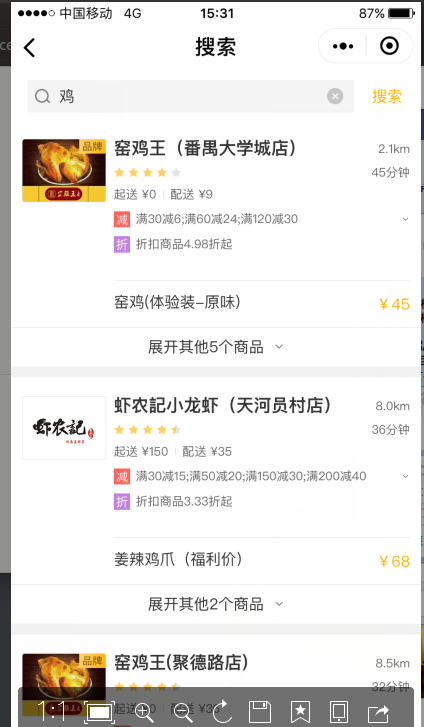 中国移动 4G 15:31 87%
搜索
鸡 搜索
品牌
窑鸡王（番禺大学城店） 2.1km
45分钟
起送 ¥0 配送 ¥9
减 满30减6;满60减24;满120减30
折 折扣商品4.98折起
窑鸡(体验装-原味) ¥45
展开其他5个商品
虾农記
虾农記小龙虾（天河员村店） 8.0km
36分钟
起送 ¥150 配送 ¥35
减 满30减15;满50减20;满150减30;满200减40
折 折扣商品3.33折起
姜辣鸡爪（福利价） ¥68
展开其他2个商品
品牌
窑鸡王(聚德路店) 8.5km
32分钟
1:1